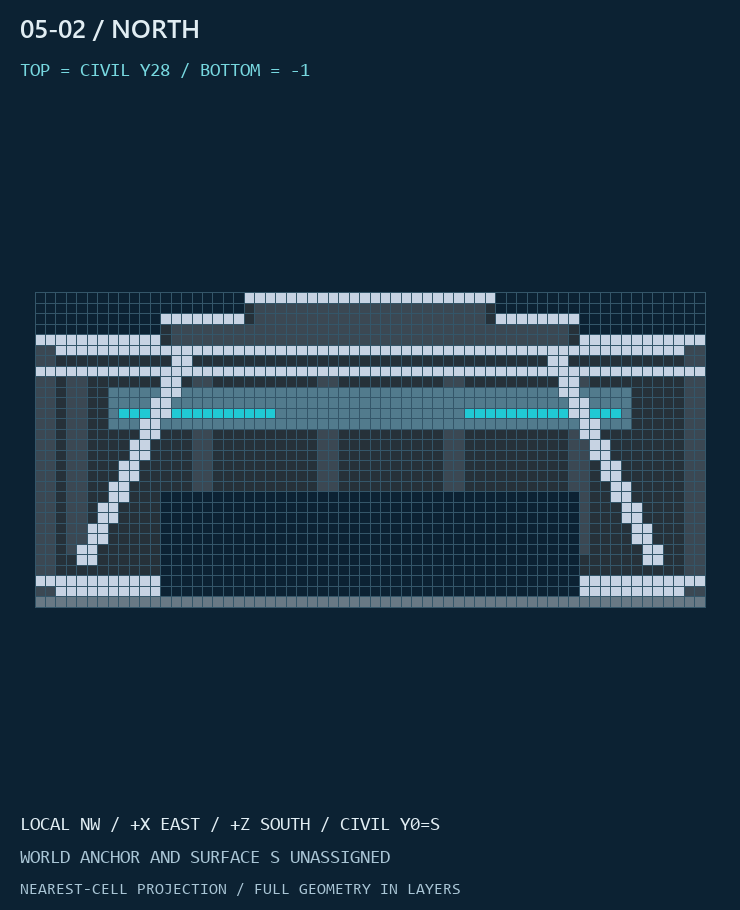 05-02 / NORTH
TOP = CIVIL Y28 / BOTTOM = -1
LOCAL NW / +X EAST / +Z SOUTH / CIVIL Y0=S
WORLD ANCHOR AND SURFACE S UNASSIGNED
NEAREST-CELL PROJECTION / FULL GEOMETRY IN LAYERS